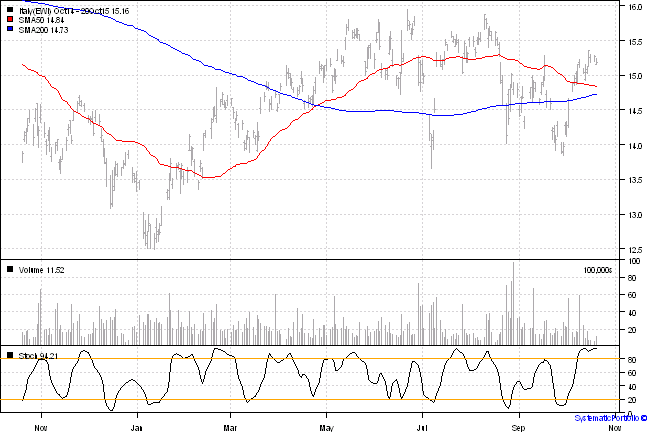 Italy(EWI) Oct14 - 29Oct15 15.16
SMA50 14.84
SMA200 14.73
16.0
15.5
15.0
14.5
14.0
13.5
13.0
12.5
Volume 11.52
100,000s
100
80
60
40
20
Stock 94.21
80
60
40
20
0
Nov
Jan
Mar
May
Jul
Sep
Nov
SystematicPortfolio ©